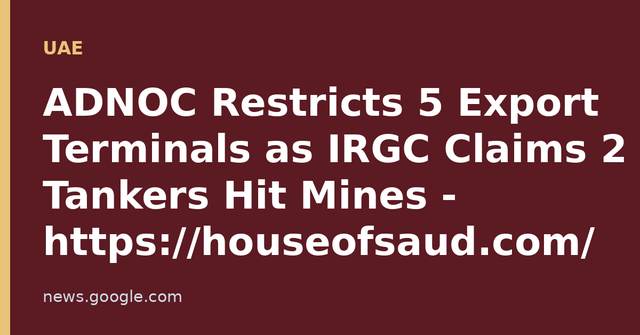 UAE
ADNOC Restricts 5 Export
Terminals as IRGC Claims 2
Tankers Hit Mines -
https://houseofsaud.com/
news.google.com